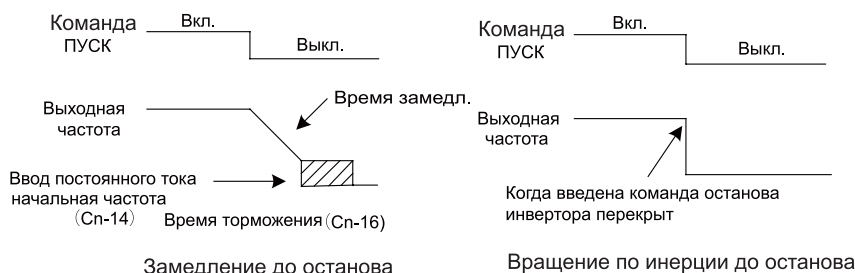 Команда
ПУСК
Вкл.
Выкл.
Выходная
частота
Время замедл.
Ввод постоянного тока
начальная частота
(Cn-14)
Время торможения (Cn-16)
Замедление до останова
Команда
ПУСК
Вкл.
Выкл.
Выходная
частота
Когда введена команда останова
инвертора перекрыт
Вращение по инерции до останова